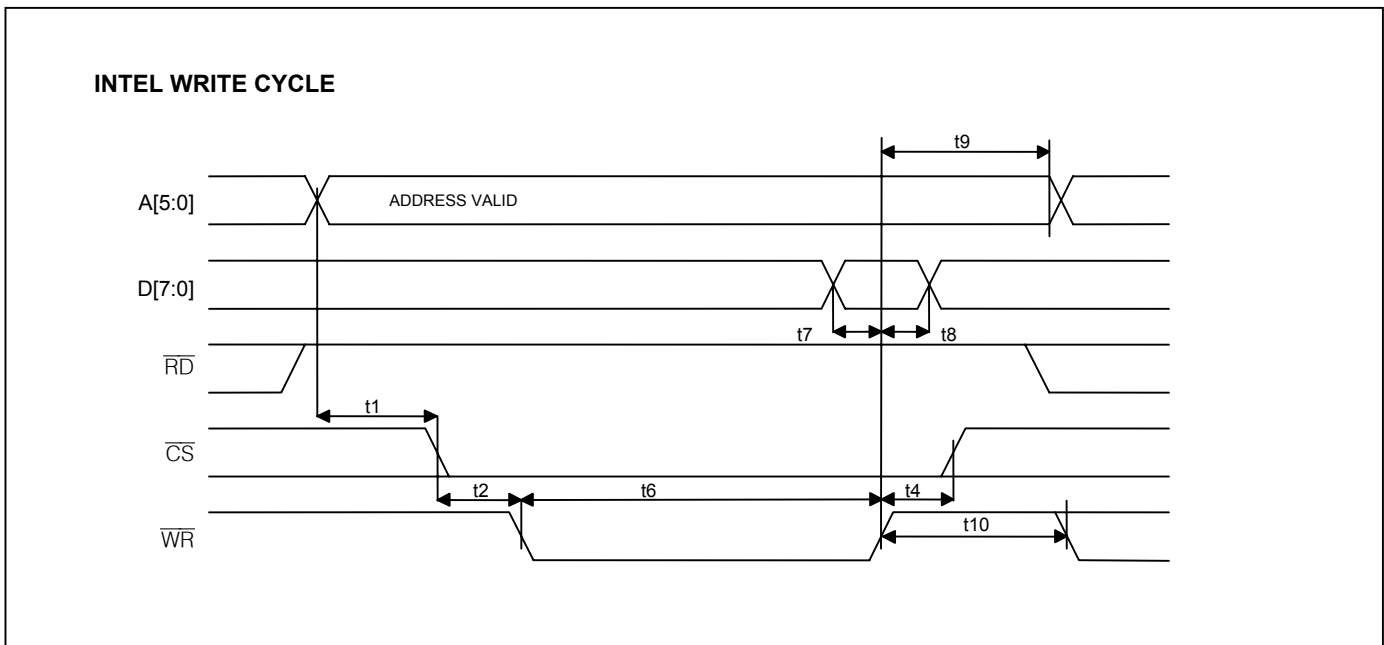 INTEL WRITE CYCLE
t9
A[5:0] ADDRESS VALID
D[7:0]
t7 t8
RD
t1
CS
t2 t6 t4
WR t10